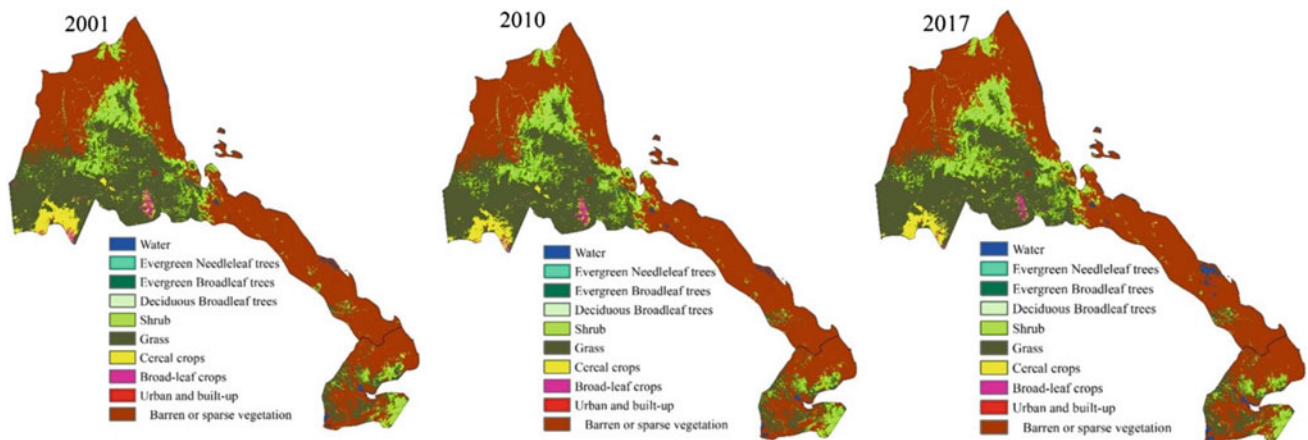 2001
Water
Evergreen Needleleaf trees
Evergreen Broadleaf trees
Deciduous Broadleaf trees
Shrub
Grass
Cereal crops
Broad-leaf crops
Urban and built-up
Barren or sparse vegetation
2010
Water
Evergreen Needleleaf trees
Evergreen Broadleaf trees
Deciduous Broadleaf trees
Shrub
Grass
Cereal crops
Broad-leaf crops
Urban and built-up
Barren or sparse vegetation
2017
Water
Evergreen Needleleaf trees
Evergreen Broadleaf trees
Deciduous Broadleaf trees
Shrub
Grass
Cereal crops
Broad-leaf crops
Urban and built-up
Barren or sparse vegetation